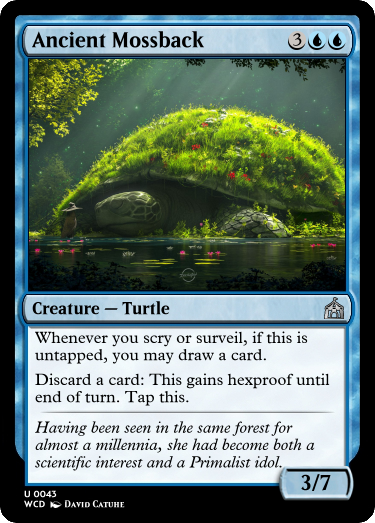 Ancient Mossback 3
Creature — Turtle
Whenever you scry or surveil, if this is
untapped, you may draw a card.
Discard a card: This gains hexproof until
end of turn. Tap this.
Having been seen in the same forest for
almost a millennia, she had become both a
scientific interest and a Primalist idol.
3/7
U 0043
WCD DAVID CATUHE